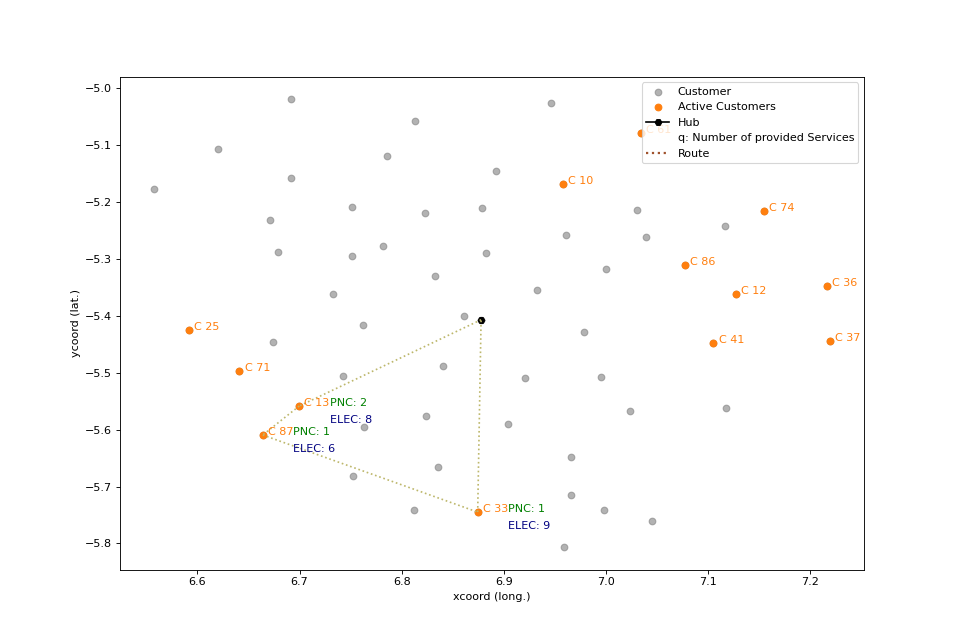 Customer
Active Customers
Hub
q: Number of provided Services
Route
C 10
C 74
C 86
C 12
C 36
C 25
C 41
C 37
C 71
C 13 PNC: 2
ELEC: 8
C 87 PNC: 1
ELEC: 6
C 33 PNC: 1
ELEC: 9
−5.0
−5.1
−5.2
−5.3
−5.4
−5.5
−5.6
−5.7
−5.8
ycoord (lat.)
6.6 6.7 6.8 6.9 7.0 7.1 7.2
xcoord (long.)